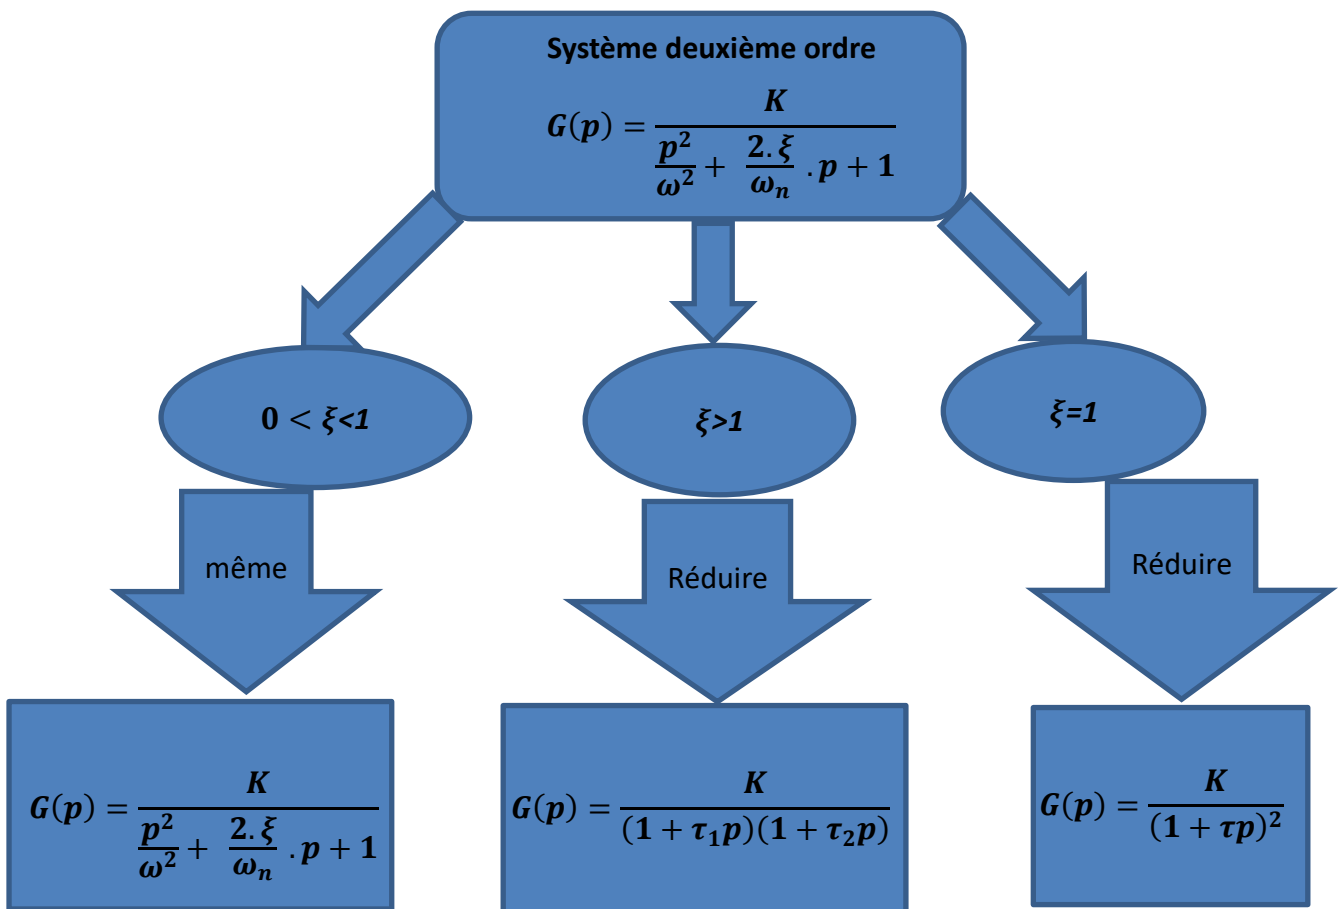 Système deuxième ordre
G(p) = K / (p²/ω² + 2.ξ/ωₙ .p + 1)
0 < ξ<1
ξ>1
ξ=1
même
Réduire
Réduire
G(p) = K / (p²/ω² + 2.ξ/ωₙ .p + 1)
G(p) = K / ((1 + τ₁p)(1 + τ₂p))
G(p) = K / (1 + τp)²